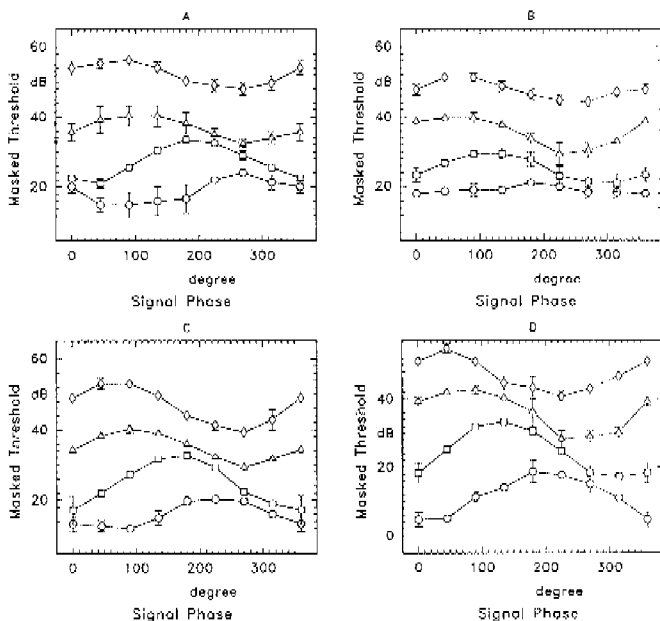 A
60
dB
40
20
Masked Threshold
0 100 200 300
degree
Signal Phase
B
60
dB
40
20
Masked Threshold
0 100 200 300
degree
Signal Phase
C
60
dB
40
20
Masked Threshold
0 100 200 300
degree
Signal Phase
D
40
dB
20
0
Masked Threshold
0 100 200 300
degree
Signal Phase